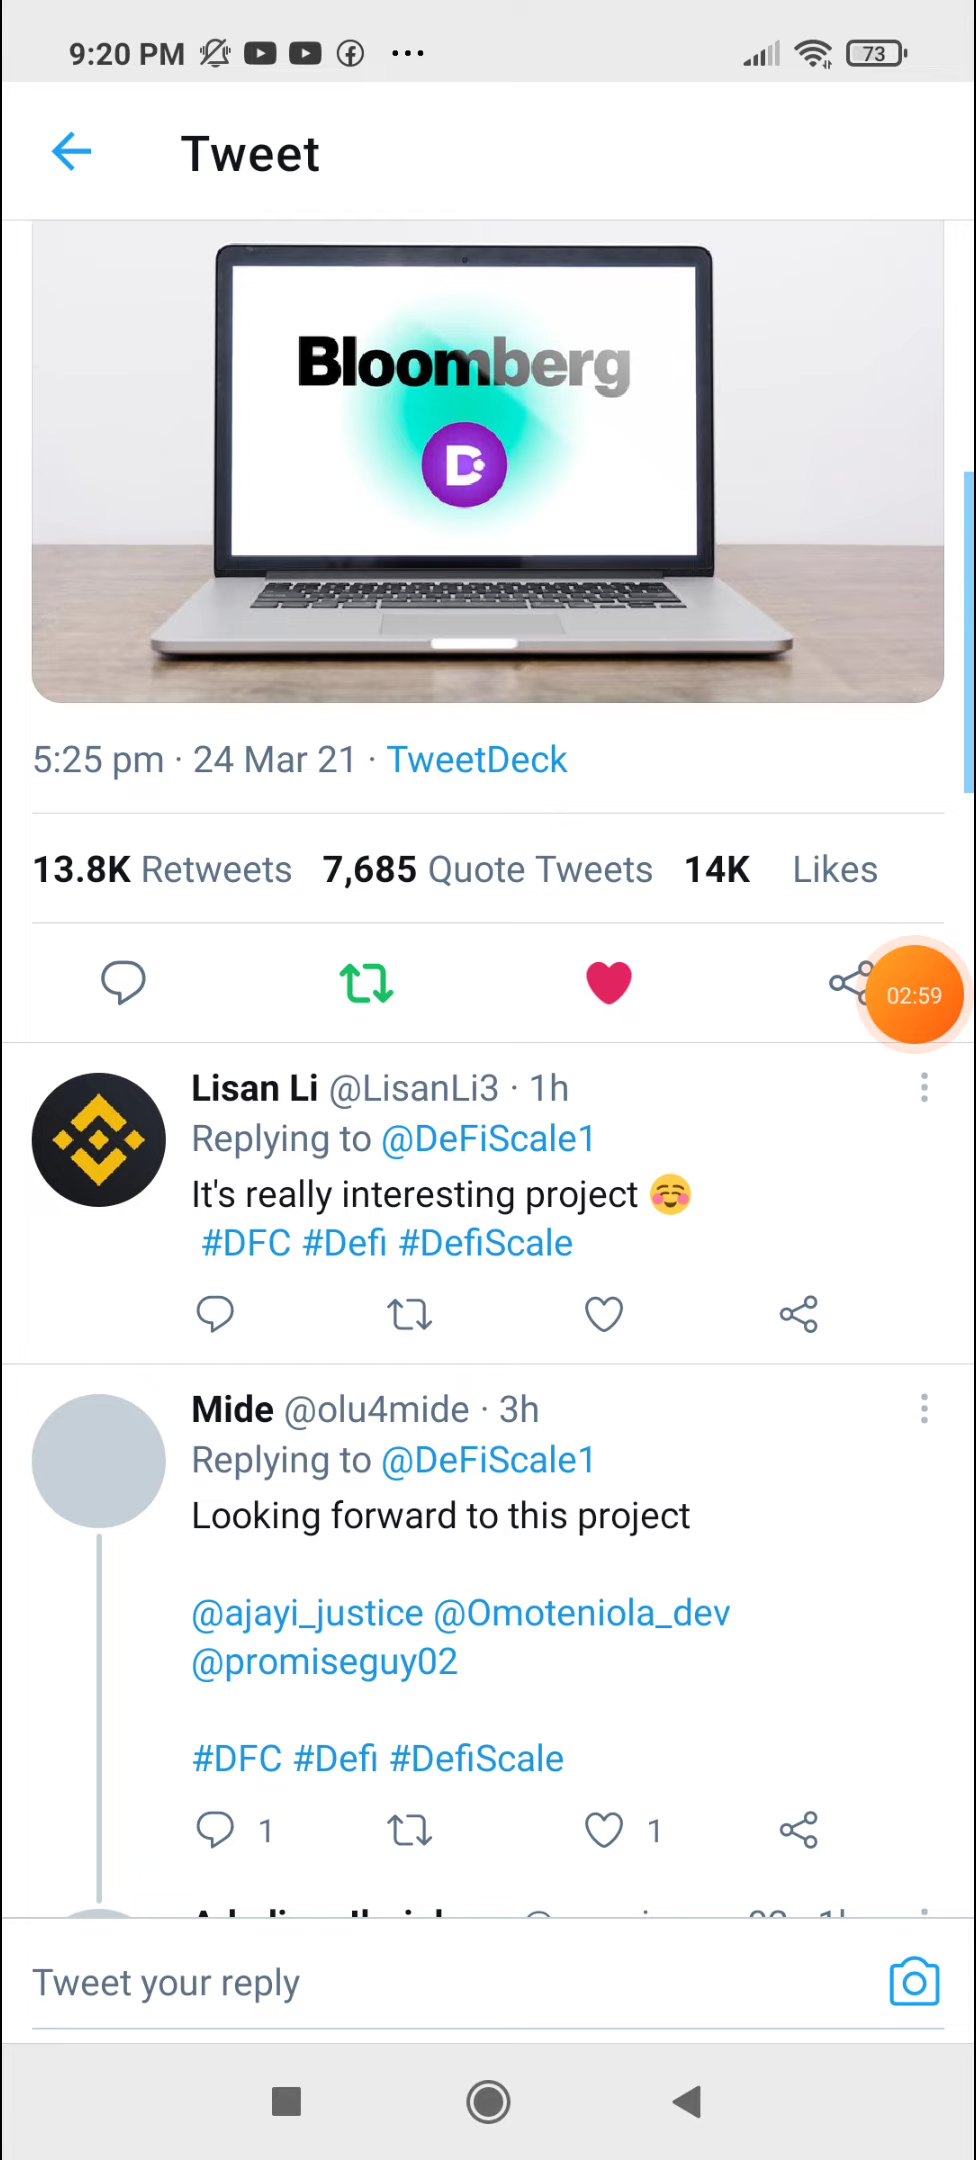 9:20 PM
73
Tweet
Bloomberg
5:25 pm · 24 Mar 21 · TweetDeck
13.8K Retweets 7,685 Quote Tweets 14K Likes
02:59
Lisan Li @LisanLi3 · 1h
Replying to @DeFiScale1
It's really interesting project ☺️
#DFC #Defi #DefiScale
Mide @olu4mide · 3h
Replying to @DeFiScale1
Looking forward to this project
@ajayi_justice @Omoteniola_dev
@promiseguy02
#DFC #Defi #DefiScale
1 1
Tweet your reply